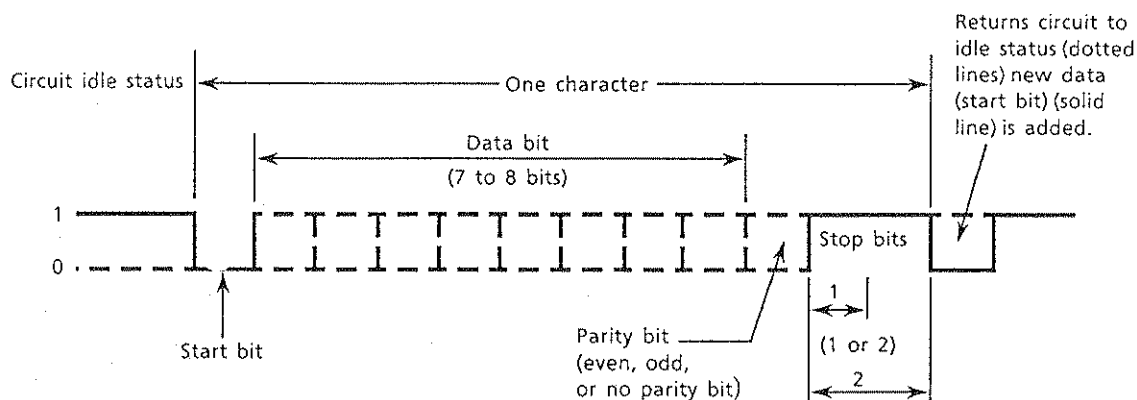 Returns circuit to
idle status (dotted
lines) new data
(start bit) (solid
line) is added.
Circuit idle status
One character
Data bit
(7 to 8 bits)
1
0
Stop bits
1
(1 or 2)
2
Start bit
Parity bit
(even, odd,
or no parity bit)